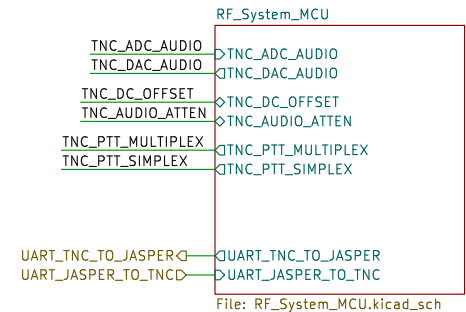 RF_System_MCU
TNC_ADC_AUDIO TNC_ADC_AUDIO
TNC_DAC_AUDIO TNC_DAC_AUDIO
TNC_DC_OFFSET TNC_DC_OFFSET
TNC_AUDIO_ATTEN TNC_AUDIO_ATTEN
TNC_PTT_MULTIPLEX TNC_PTT_MULTIPLEX
TNC_PTT_SIMPLEX TNC_PTT_SIMPLEX
UART_TNC_TO_JASPER UART_TNC_TO_JASPER
UART_JASPER_TO_TNC UART_JASPER_TO_TNC
File: RF_System_MCU.kicad_sch